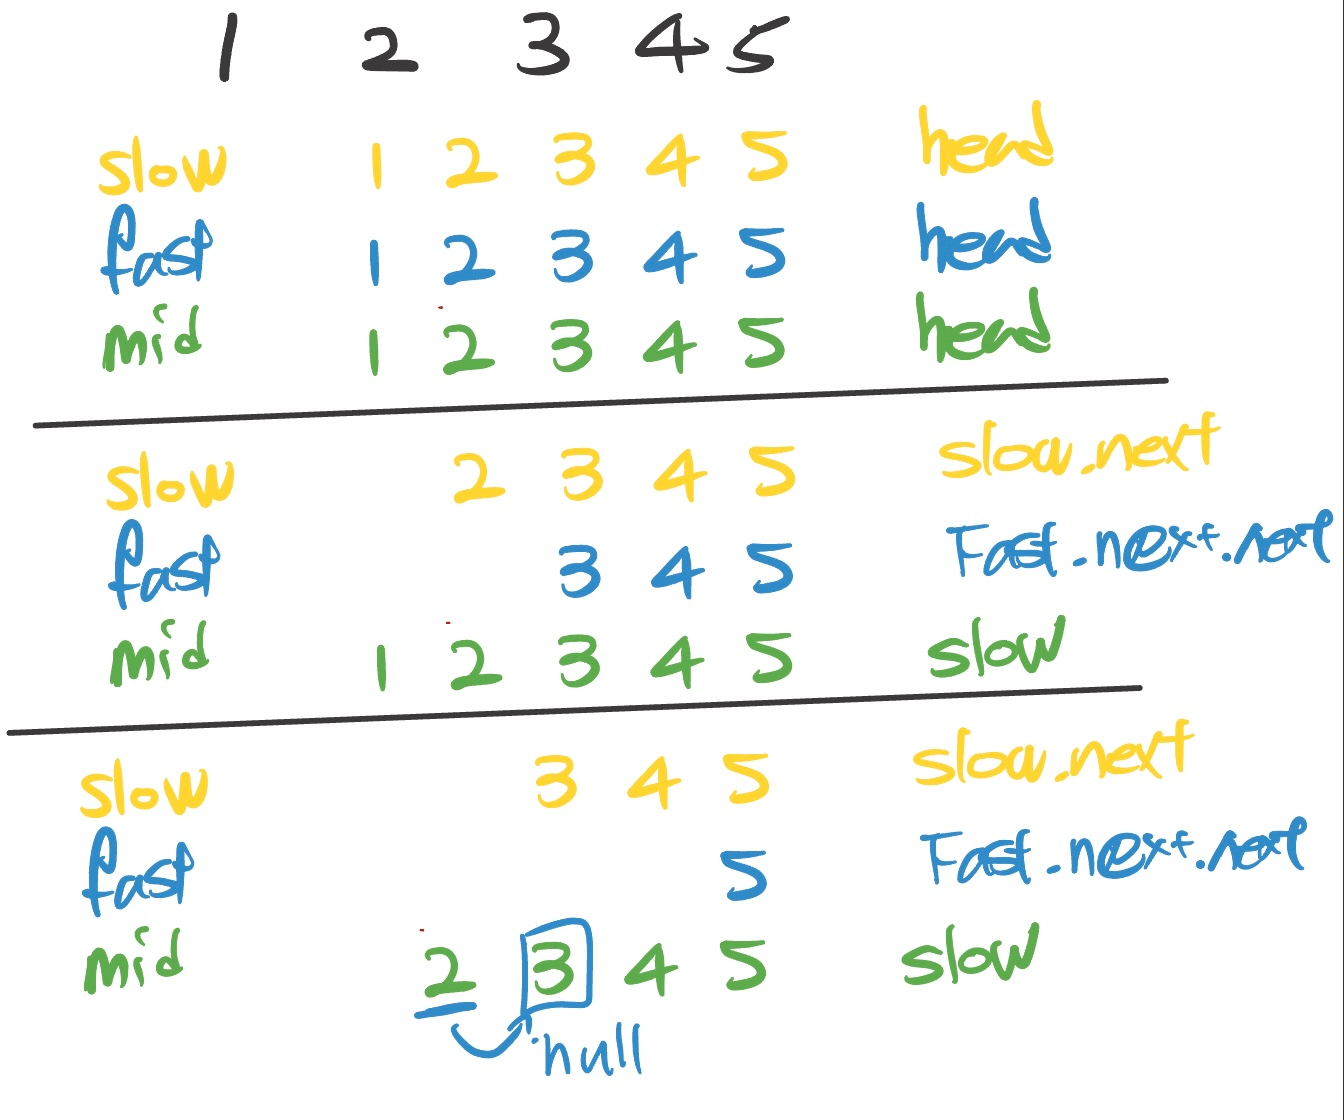 1 2 3 4 5
slow 1 2 3 4 5 head
fast 1 2 3 4 5 head
mid 1 2 3 4 5 head
slow 2 3 4 5 slow.next
fast 3 4 5 Fast.next.next
mid 1 2 3 4 5 slow
slow 3 4 5 slow.next
fast 5 Fast.next.next
mid 2 3 4 5 slow
null